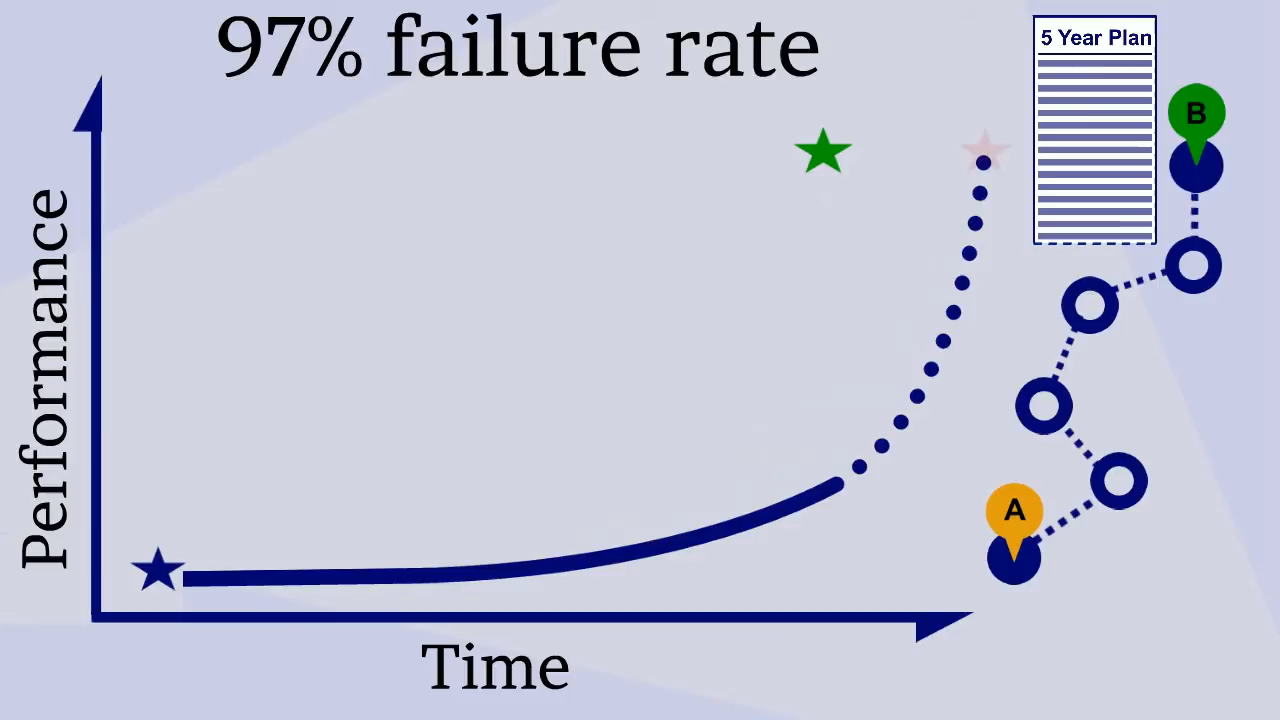 97% failure rate
5 Year Plan
B
Performance
A
Time